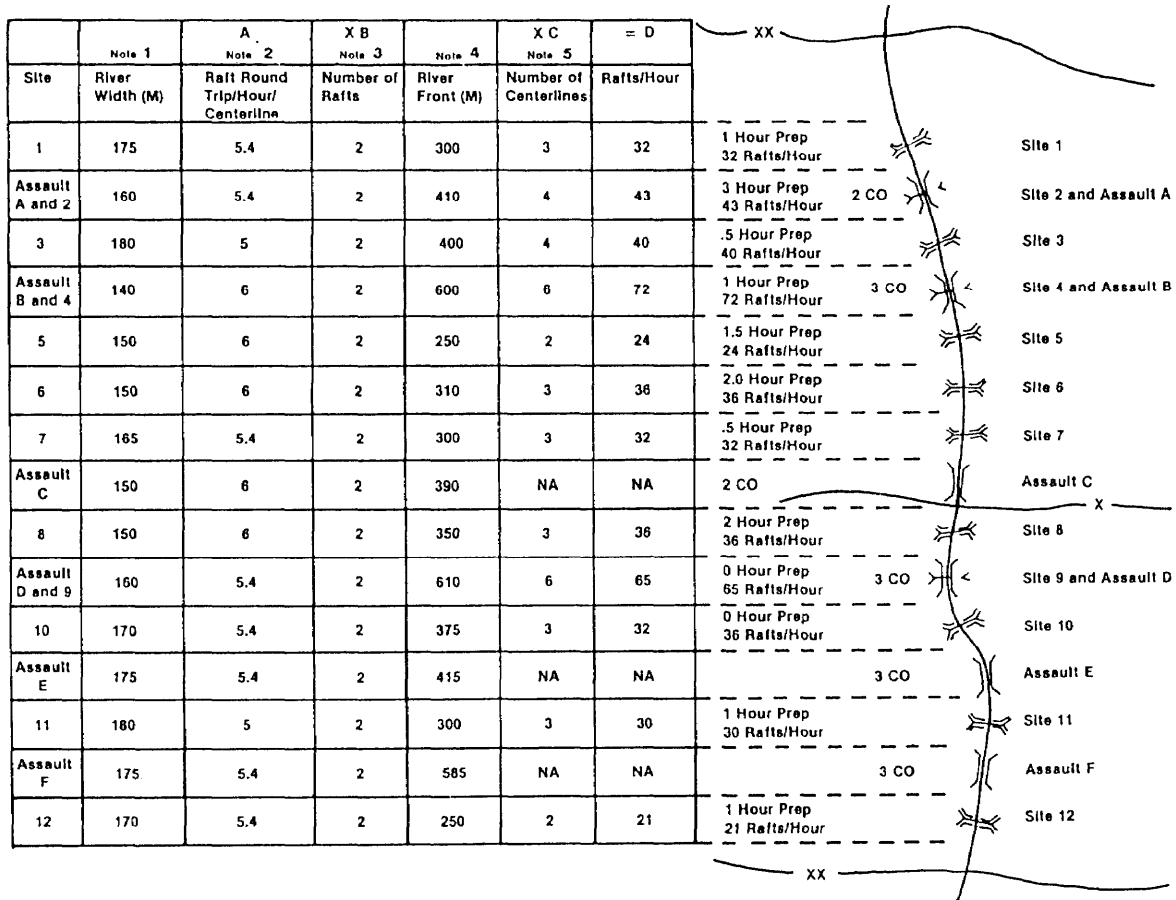 XX
A X B X C = D
Note 1 Note 2 Note 3 Note 4 Note 5
Site River Raft Round Number of River Number of Rafts/Hour
Width (M) Trip/Hour/ Rafts Front (M) Centerlines
Centerline
1 175 5.4 2 300 3 32
1 Hour Prep
32 Rafts/Hour
Site 1
Assault
A and 2 160 5.4 2 410 4 43
3 Hour Prep
43 Rafts/Hour
2 CO
Site 2 and Assault A
3 180 5 2 400 4 40
.5 Hour Prep
40 Rafts/Hour
Site 3
Assault
B and 4 140 6 2 600 6 72
1 Hour Prep
72 Rafts/Hour
3 CO
Site 4 and Assault B
5 150 6 2 250 2 24
1.5 Hour Prep
24 Rafts/Hour
Site 5
6 150 6 2 310 3 36
2.0 Hour Prep
36 Rafts/Hour
Site 6
7 165 5.4 2 300 3 32
.5 Hour Prep
32 Rafts/Hour
Site 7
Assault
C 150 6 2 390 NA NA
2 CO
Assault C
X
8 150 6 2 350 3 36
2 Hour Prep
36 Rafts/Hour
Site 8
Assault
D and 9 160 5.4 2 610 6 65
0 Hour Prep
65 Rafts/Hour
3 CO
Site 9 and Assault D
10 170 5.4 2 375 3 32
0 Hour Prep
36 Rafts/Hour
Site 10
Assault
E 175 5.4 2 415 NA NA
3 CO
Assault E
11 180 5 2 300 3 30
1 Hour Prep
30 Rafts/Hour
Site 11
Assault
F 175 5.4 2 585 NA NA
3 CO
Assault F
12 170 5.4 2 250 2 21
1 Hour Prep
21 Rafts/Hour
Site 12
XX